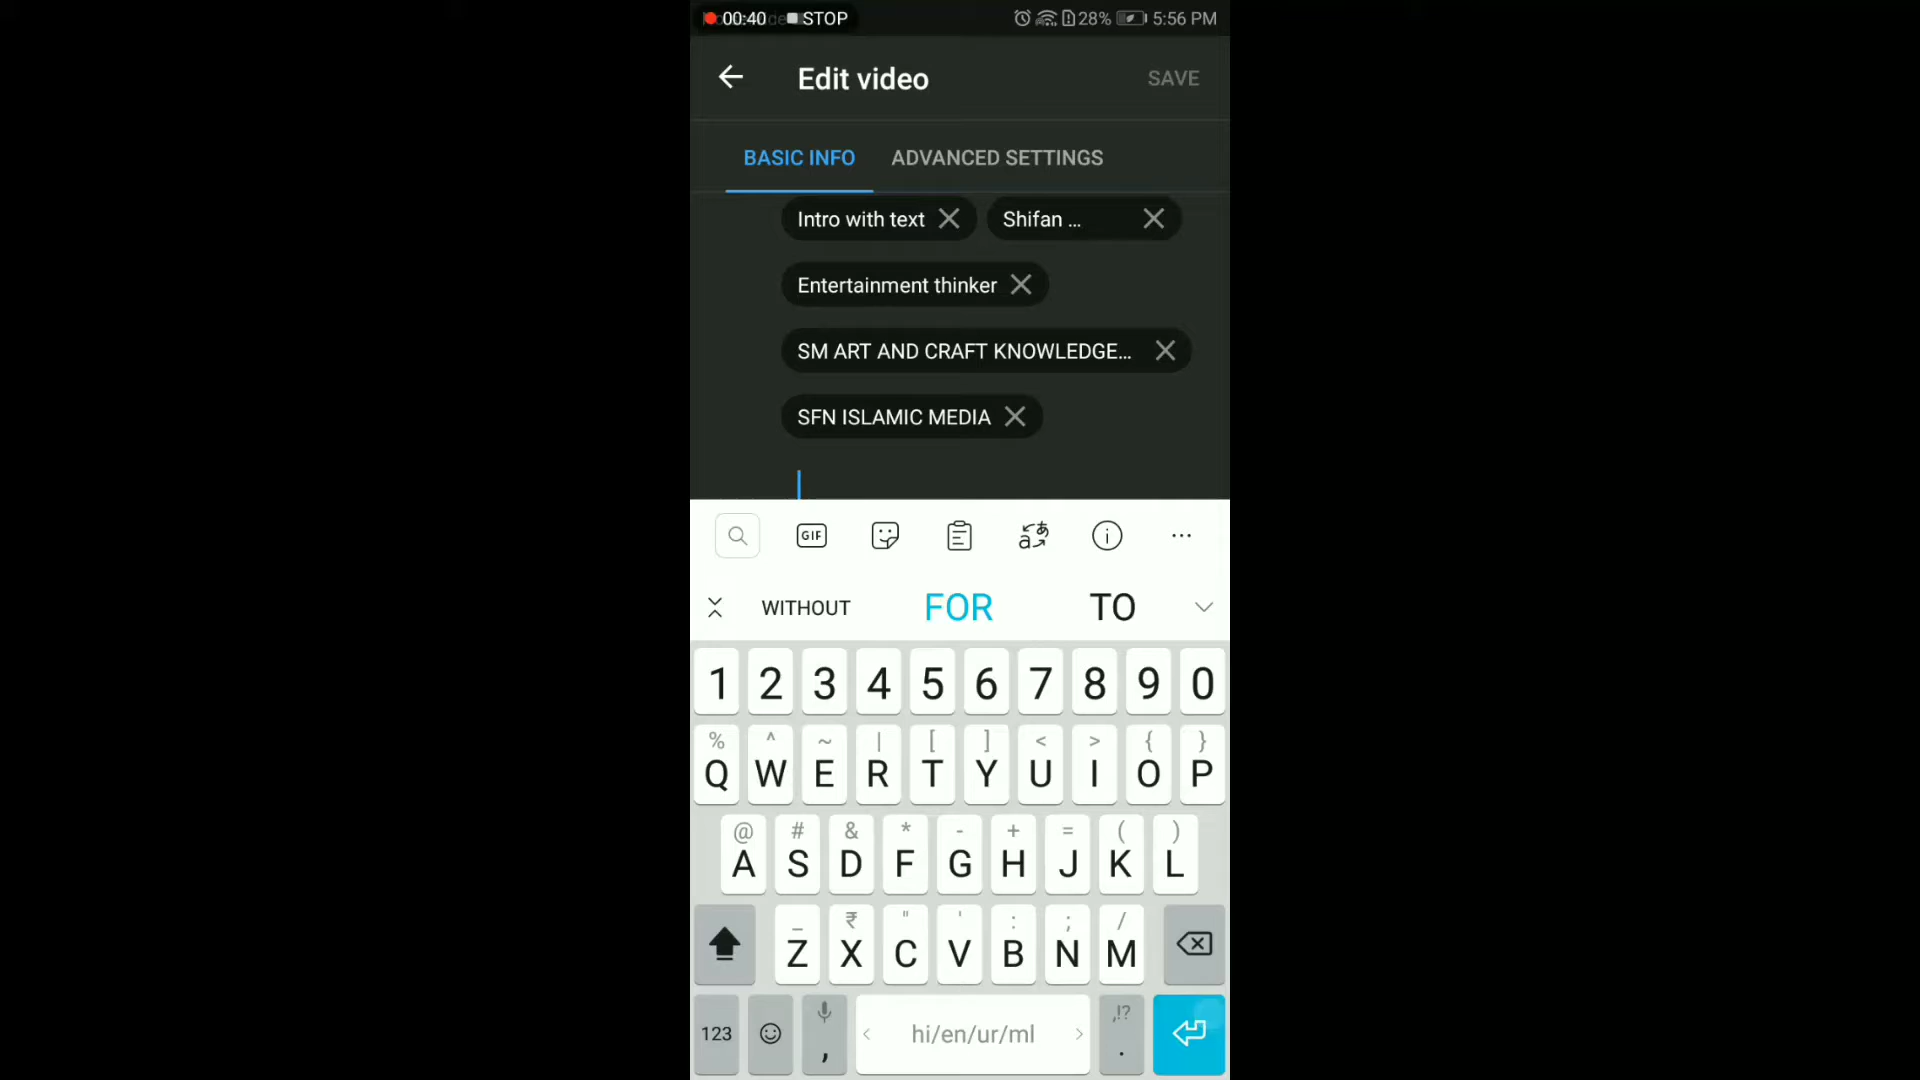 00:40 STOP 28% 5:56 PM
Edit video SAVE
BASIC INFO ADVANCED SETTINGS
Intro with text Shifan ...
Entertainment thinker
SM ART AND CRAFT KNOWLEDGE...
SFN ISLAMIC MEDIA
GIF
WITHOUT FOR TO
1 2 3 4 5 6 7 8 9 0
% ^ ~ | [ ] < > { }
Q W E R T Y U I O P
@ # & * - + = ( )
A S D F G H J K L
_ ₹ " ' : ; /
Z X C V B N M
,!?
123 , < hi/en/ur/ml > .